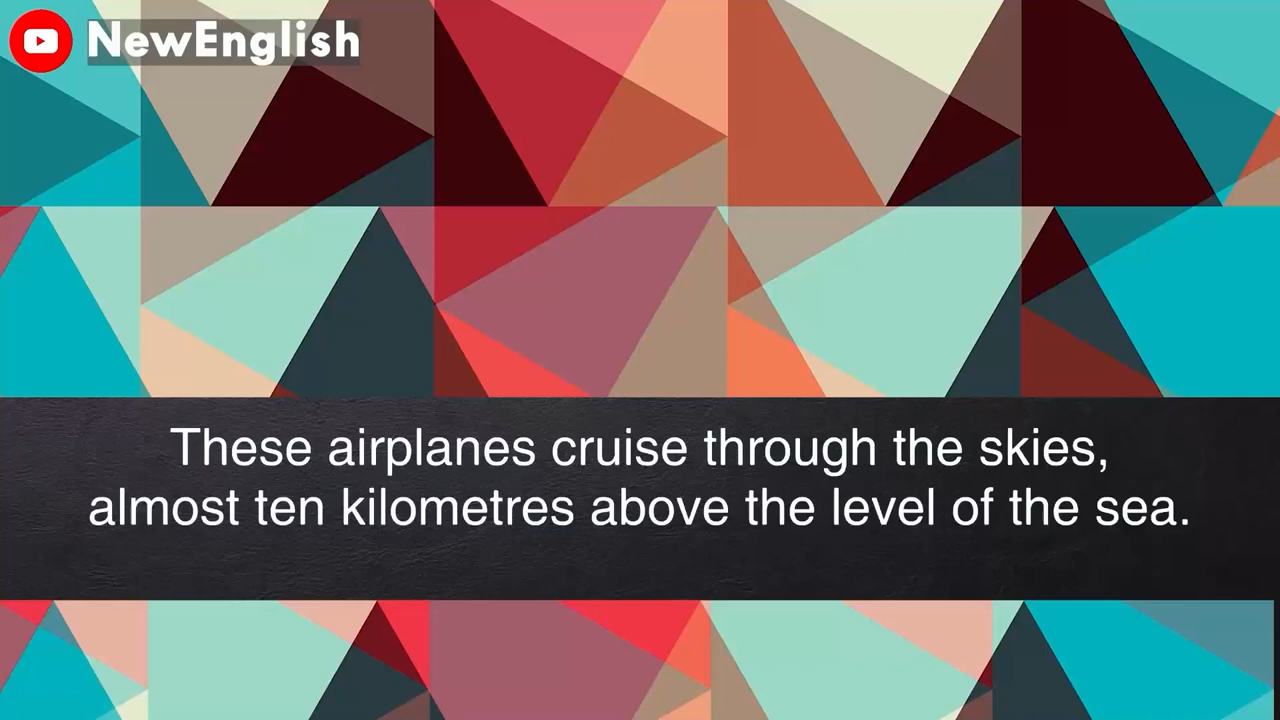 NewEnglish
These airplanes cruise through the skies,
almost ten kilometres above the level of the sea.